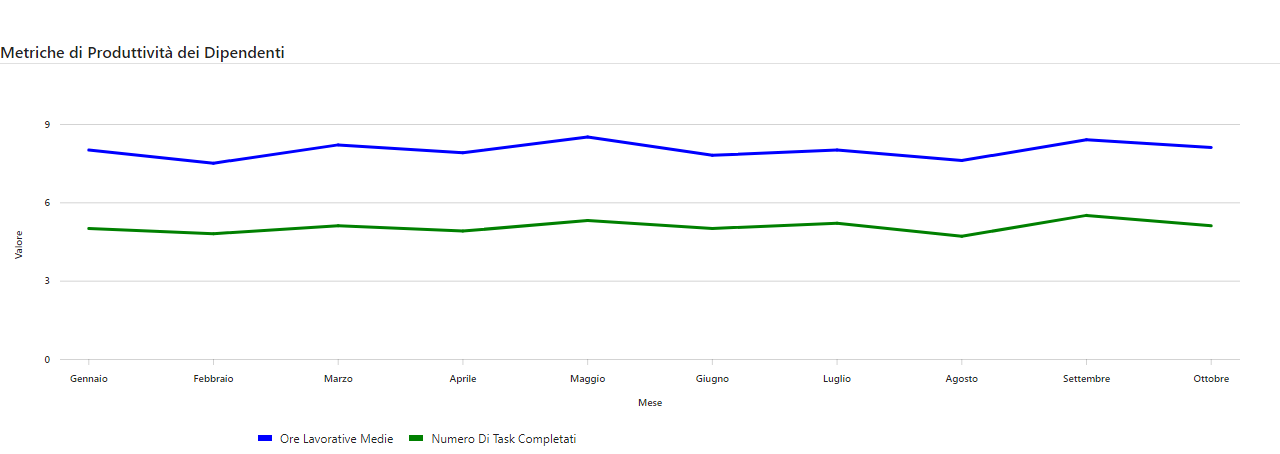 Metriche di Produttività dei Dipendenti
9
6
3
0
Valore
Gennaio Febbraio Marzo Aprile Maggio Giugno Luglio Agosto Settembre Ottobre
Mese
Ore Lavorative Medie Numero Di Task Completati